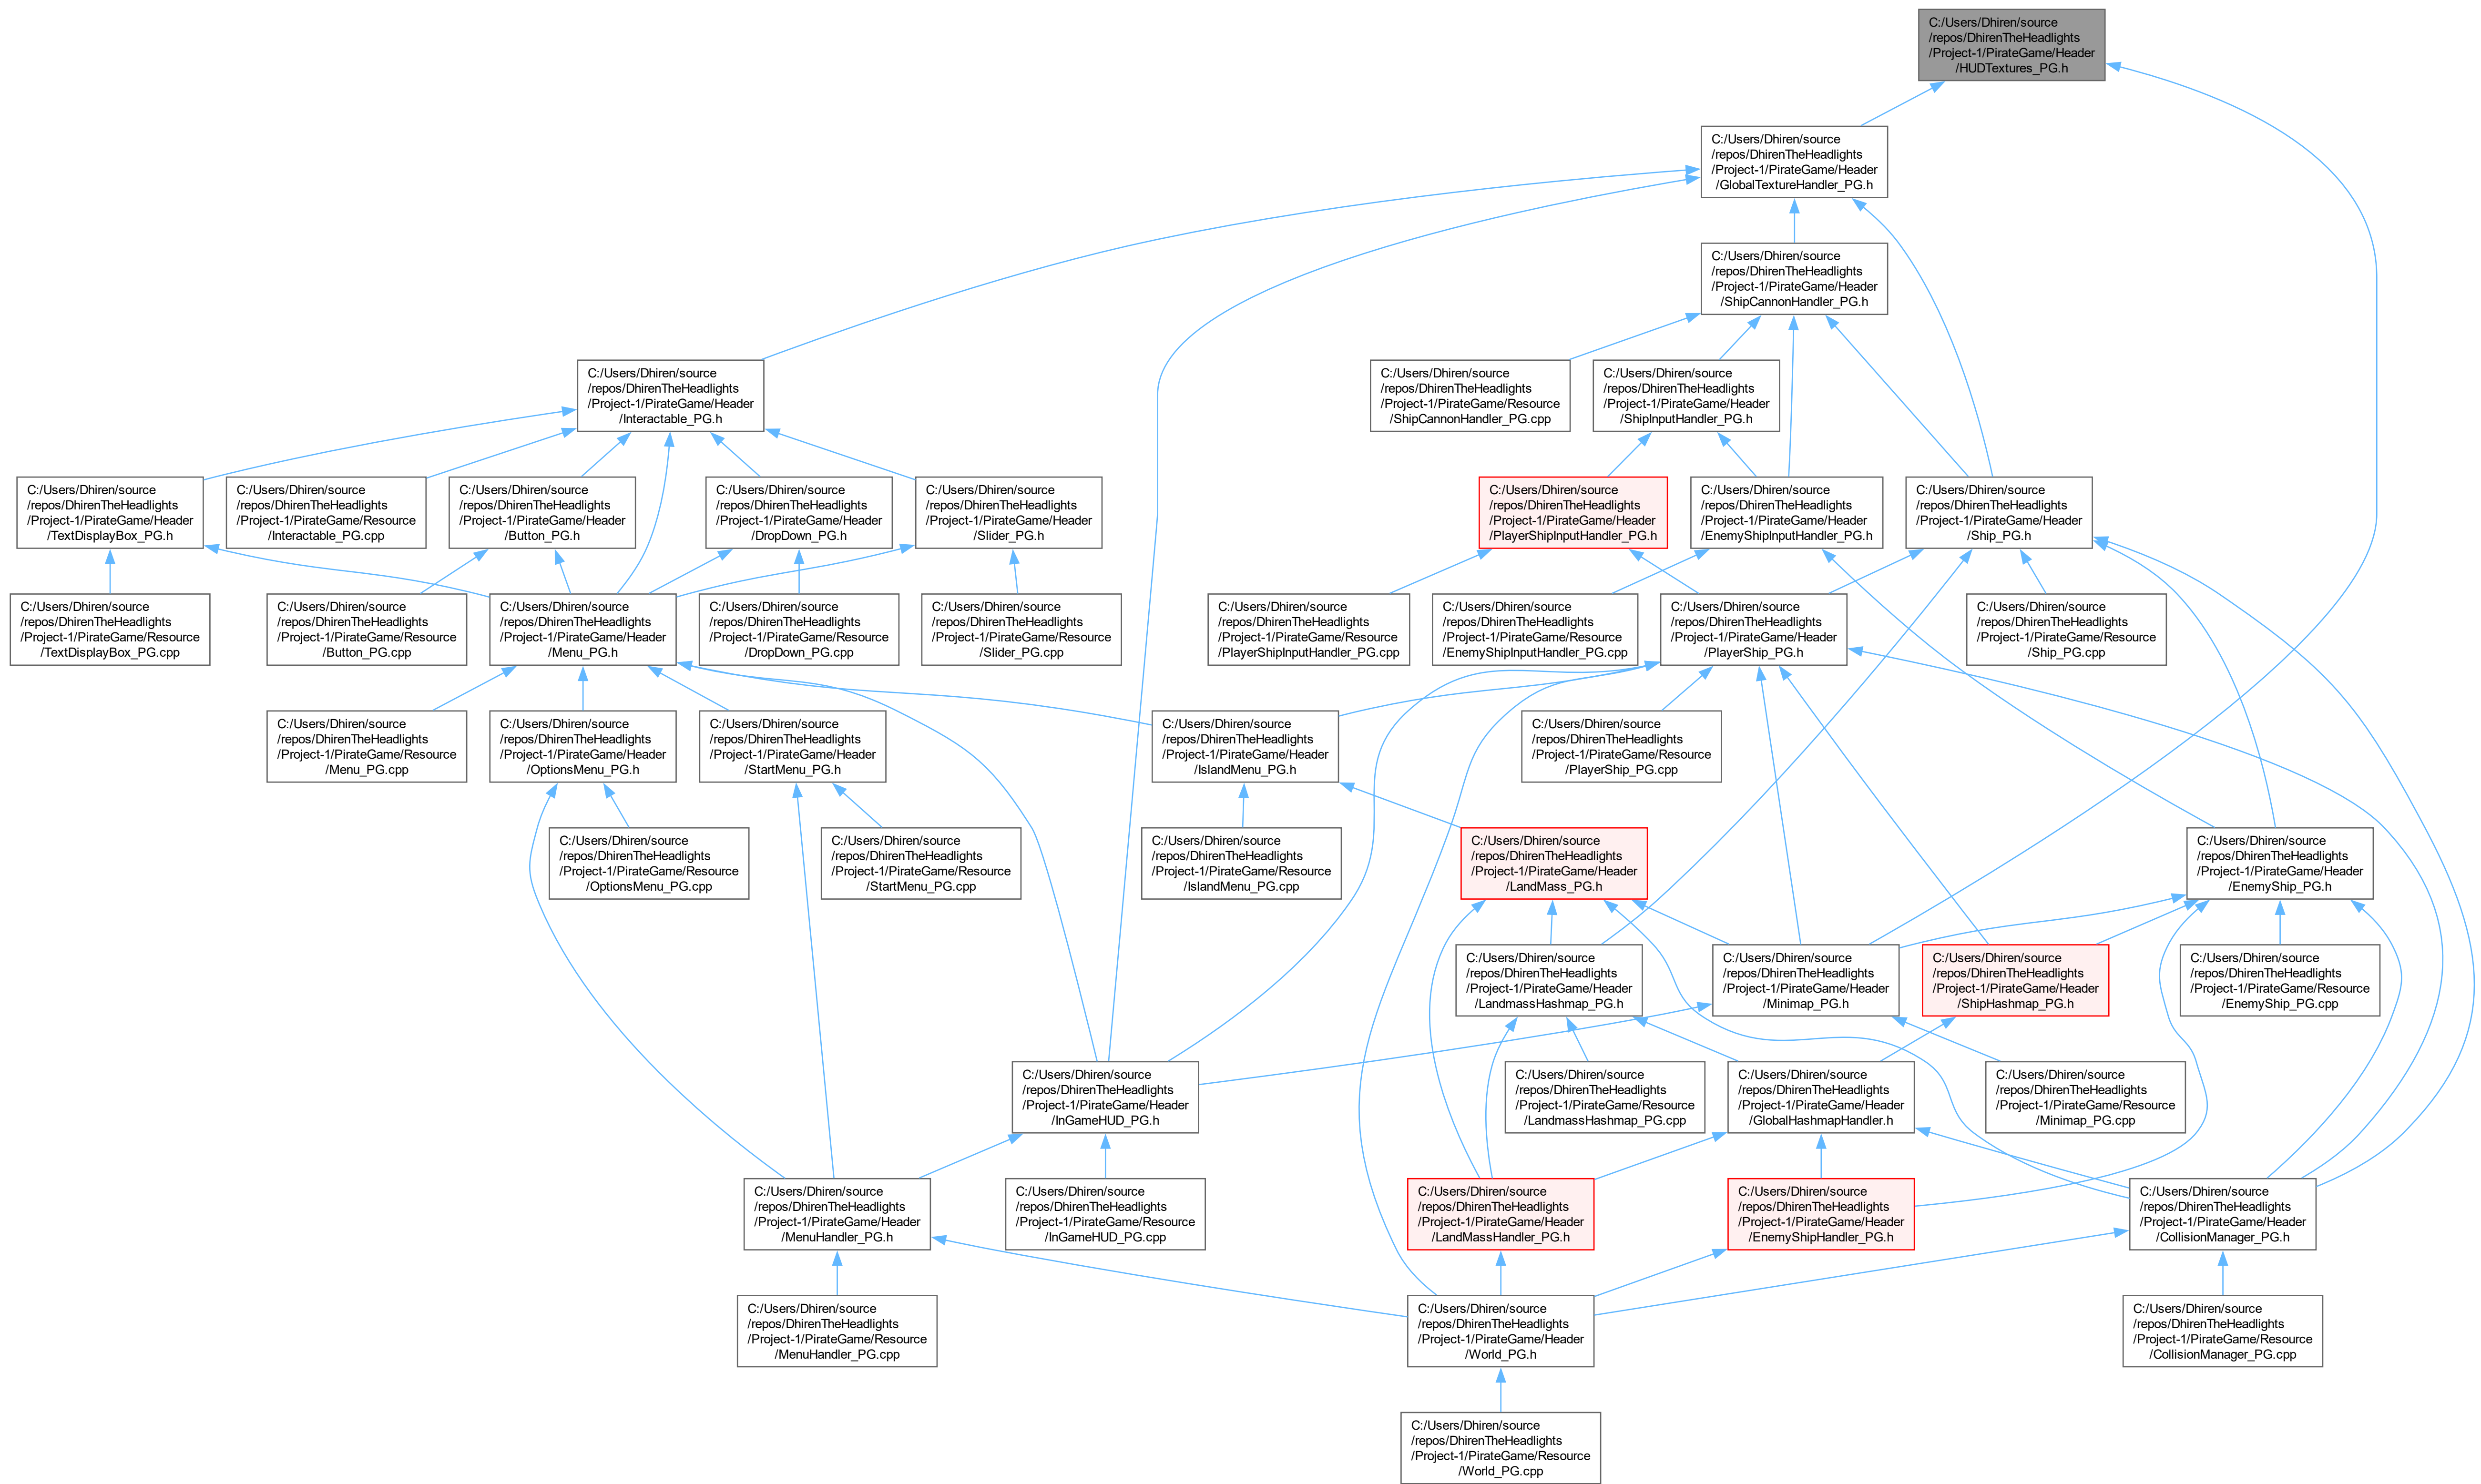 C:/Users/Dhiren/source
/repos/DhirenTheHeadlights
/Project-1/PirateGame/Header
/HUDTextures_PG.h
C:/Users/Dhiren/source
/repos/DhirenTheHeadlights
/Project-1/PirateGame/Header
/GlobalTextureHandler_PG.h
C:/Users/Dhiren/source
/repos/DhirenTheHeadlights
/Project-1/PirateGame/Header
/ShipCannonHandler_PG.h
C:/Users/Dhiren/source
/repos/DhirenTheHeadlights
/Project-1/PirateGame/Header
/Interactable_PG.h
C:/Users/Dhiren/source
/repos/DhirenTheHeadlights
/Project-1/PirateGame/Resource
/ShipCannonHandler_PG.cpp
C:/Users/Dhiren/source
/repos/DhirenTheHeadlights
/Project-1/PirateGame/Header
/ShipInputHandler_PG.h
C:/Users/Dhiren/source
/repos/DhirenTheHeadlights
/Project-1/PirateGame/Header
/TextDisplayBox_PG.h
C:/Users/Dhiren/source
/repos/DhirenTheHeadlights
/Project-1/PirateGame/Resource
/Interactable_PG.cpp
C:/Users/Dhiren/source
/repos/DhirenTheHeadlights
/Project-1/PirateGame/Header
/Button_PG.h
C:/Users/Dhiren/source
/repos/DhirenTheHeadlights
/Project-1/PirateGame/Header
/DropDown_PG.h
C:/Users/Dhiren/source
/repos/DhirenTheHeadlights
/Project-1/PirateGame/Header
/Slider_PG.h
C:/Users/Dhiren/source
/repos/DhirenTheHeadlights
/Project-1/PirateGame/Header
/PlayerShipInputHandler_PG.h
C:/Users/Dhiren/source
/repos/DhirenTheHeadlights
/Project-1/PirateGame/Header
/EnemyShipInputHandler_PG.h
C:/Users/Dhiren/source
/repos/DhirenTheHeadlights
/Project-1/PirateGame/Header
/Ship_PG.h
C:/Users/Dhiren/source
/repos/DhirenTheHeadlights
/Project-1/PirateGame/Resource
/TextDisplayBox_PG.cpp
C:/Users/Dhiren/source
/repos/DhirenTheHeadlights
/Project-1/PirateGame/Resource
/Button_PG.cpp
C:/Users/Dhiren/source
/repos/DhirenTheHeadlights
/Project-1/PirateGame/Header
/Menu_PG.h
C:/Users/Dhiren/source
/repos/DhirenTheHeadlights
/Project-1/PirateGame/Resource
/DropDown_PG.cpp
C:/Users/Dhiren/source
/repos/DhirenTheHeadlights
/Project-1/PirateGame/Resource
/Slider_PG.cpp
C:/Users/Dhiren/source
/repos/DhirenTheHeadlights
/Project-1/PirateGame/Resource
/PlayerShipInputHandler_PG.cpp
C:/Users/Dhiren/source
/repos/DhirenTheHeadlights
/Project-1/PirateGame/Resource
/EnemyShipInputHandler_PG.cpp
C:/Users/Dhiren/source
/repos/DhirenTheHeadlights
/Project-1/PirateGame/Header
/PlayerShip_PG.h
C:/Users/Dhiren/source
/repos/DhirenTheHeadlights
/Project-1/PirateGame/Resource
/Ship_PG.cpp
C:/Users/Dhiren/source
/repos/DhirenTheHeadlights
/Project-1/PirateGame/Resource
/Menu_PG.cpp
C:/Users/Dhiren/source
/repos/DhirenTheHeadlights
/Project-1/PirateGame/Header
/OptionsMenu_PG.h
C:/Users/Dhiren/source
/repos/DhirenTheHeadlights
/Project-1/PirateGame/Header
/StartMenu_PG.h
C:/Users/Dhiren/source
/repos/DhirenTheHeadlights
/Project-1/PirateGame/Header
/IslandMenu_PG.h
C:/Users/Dhiren/source
/repos/DhirenTheHeadlights
/Project-1/PirateGame/Resource
/PlayerShip_PG.cpp
C:/Users/Dhiren/source
/repos/DhirenTheHeadlights
/Project-1/PirateGame/Resource
/OptionsMenu_PG.cpp
C:/Users/Dhiren/source
/repos/DhirenTheHeadlights
/Project-1/PirateGame/Resource
/StartMenu_PG.cpp
C:/Users/Dhiren/source
/repos/DhirenTheHeadlights
/Project-1/PirateGame/Resource
/IslandMenu_PG.cpp
C:/Users/Dhiren/source
/repos/DhirenTheHeadlights
/Project-1/PirateGame/Header
/LandMass_PG.h
C:/Users/Dhiren/source
/repos/DhirenTheHeadlights
/Project-1/PirateGame/Header
/EnemyShip_PG.h
C:/Users/Dhiren/source
/repos/DhirenTheHeadlights
/Project-1/PirateGame/Header
/LandmassHashmap_PG.h
C:/Users/Dhiren/source
/repos/DhirenTheHeadlights
/Project-1/PirateGame/Header
/Minimap_PG.h
C:/Users/Dhiren/source
/repos/DhirenTheHeadlights
/Project-1/PirateGame/Header
/ShipHashmap_PG.h
C:/Users/Dhiren/source
/repos/DhirenTheHeadlights
/Project-1/PirateGame/Resource
/EnemyShip_PG.cpp
C:/Users/Dhiren/source
/repos/DhirenTheHeadlights
/Project-1/PirateGame/Header
/InGameHUD_PG.h
C:/Users/Dhiren/source
/repos/DhirenTheHeadlights
/Project-1/PirateGame/Resource
/LandmassHashmap_PG.cpp
C:/Users/Dhiren/source
/repos/DhirenTheHeadlights
/Project-1/PirateGame/Header
/GlobalHashmapHandler.h
C:/Users/Dhiren/source
/repos/DhirenTheHeadlights
/Project-1/PirateGame/Resource
/Minimap_PG.cpp
C:/Users/Dhiren/source
/repos/DhirenTheHeadlights
/Project-1/PirateGame/Header
/MenuHandler_PG.h
C:/Users/Dhiren/source
/repos/DhirenTheHeadlights
/Project-1/PirateGame/Resource
/InGameHUD_PG.cpp
C:/Users/Dhiren/source
/repos/DhirenTheHeadlights
/Project-1/PirateGame/Header
/LandMassHandler_PG.h
C:/Users/Dhiren/source
/repos/DhirenTheHeadlights
/Project-1/PirateGame/Header
/EnemyShipHandler_PG.h
C:/Users/Dhiren/source
/repos/DhirenTheHeadlights
/Project-1/PirateGame/Header
/CollisionManager_PG.h
C:/Users/Dhiren/source
/repos/DhirenTheHeadlights
/Project-1/PirateGame/Resource
/MenuHandler_PG.cpp
C:/Users/Dhiren/source
/repos/DhirenTheHeadlights
/Project-1/PirateGame/Header
/World_PG.h
C:/Users/Dhiren/source
/repos/DhirenTheHeadlights
/Project-1/PirateGame/Resource
/CollisionManager_PG.cpp
C:/Users/Dhiren/source
/repos/DhirenTheHeadlights
/Project-1/PirateGame/Resource
/World_PG.cpp